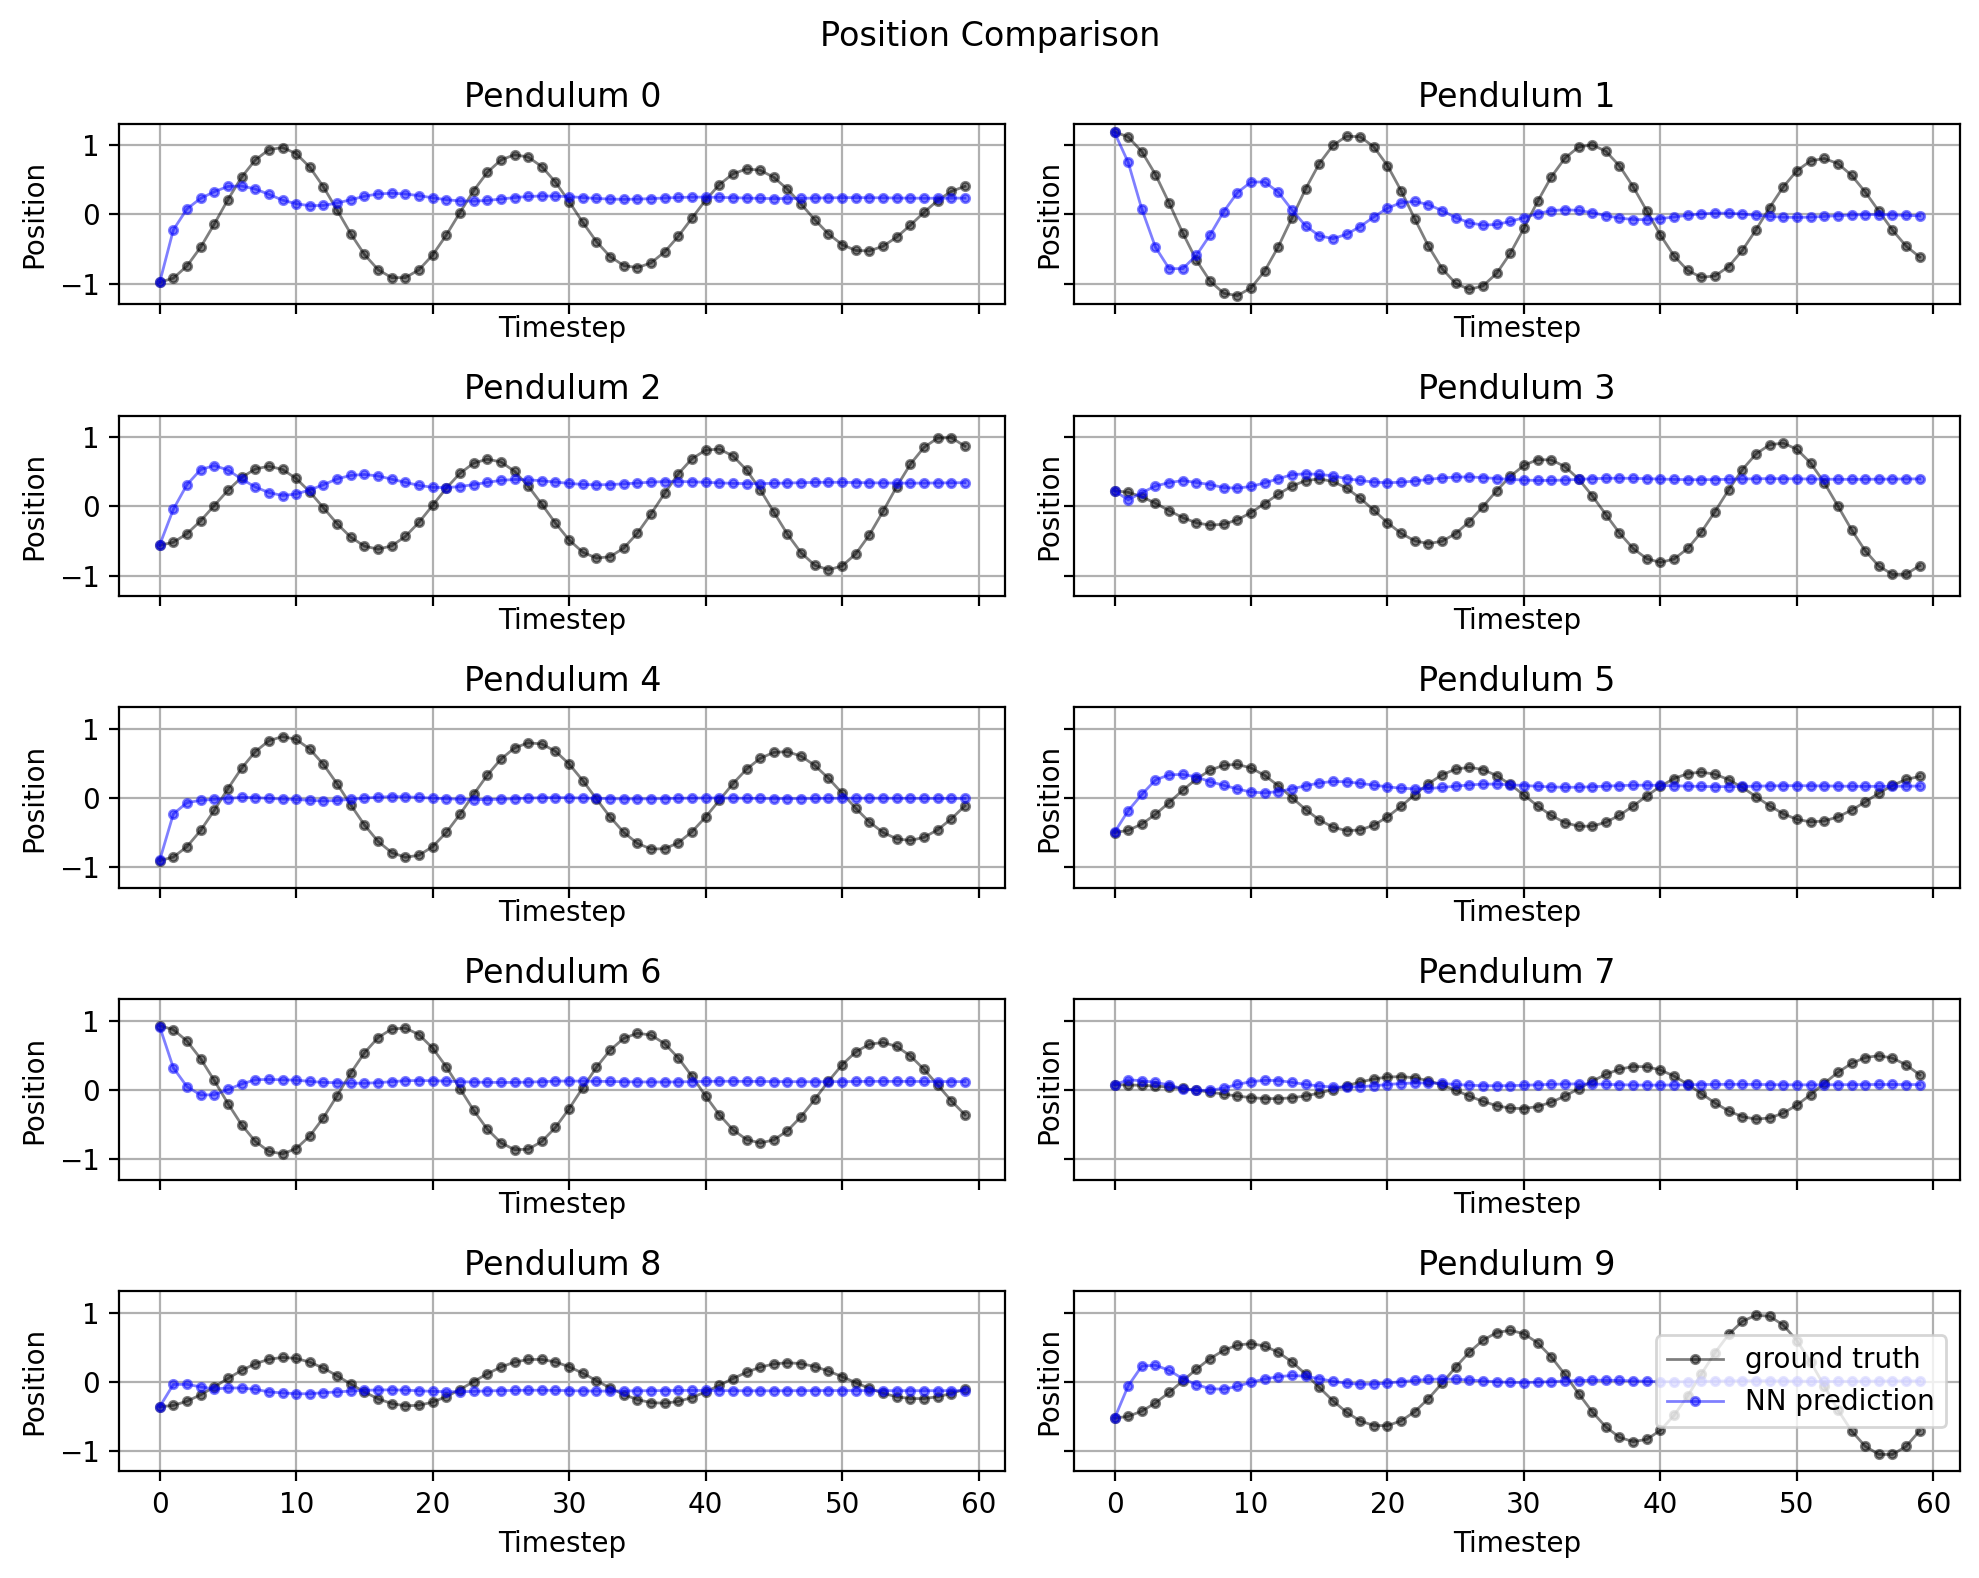 Position Comparison
Pendulum 0
Pendulum 1
Position
1
0
−1
Timestep
Position
Timestep
Pendulum 2
Pendulum 3
Position
1
0
−1
Timestep
Position
Timestep
Pendulum 4
Pendulum 5
Position
1
0
−1
Timestep
Position
Timestep
Pendulum 6
Pendulum 7
Position
1
0
−1
Timestep
Position
Timestep
Pendulum 8
Pendulum 9
Position
1
0
−1
0 10 20 30 40 50 60
Timestep
Position
ground truth
NN prediction
0 10 20 30 40 50 60
Timestep